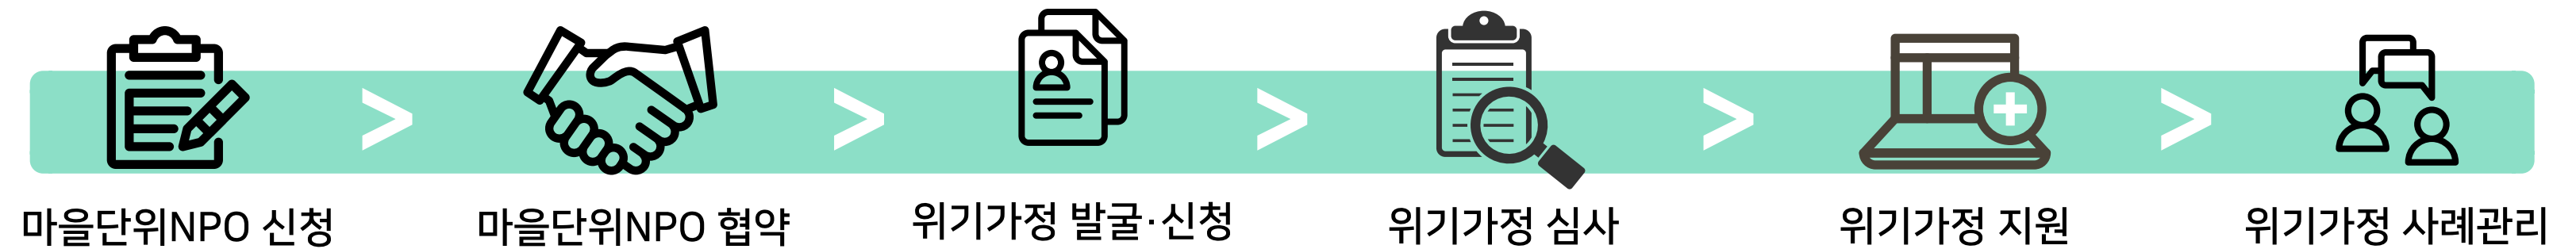 마을단위NPO 신청
마을단위NPO 협약
위기가정 발굴·신청
위기가정 심사
위기가정 지원
위기가정 사례관리